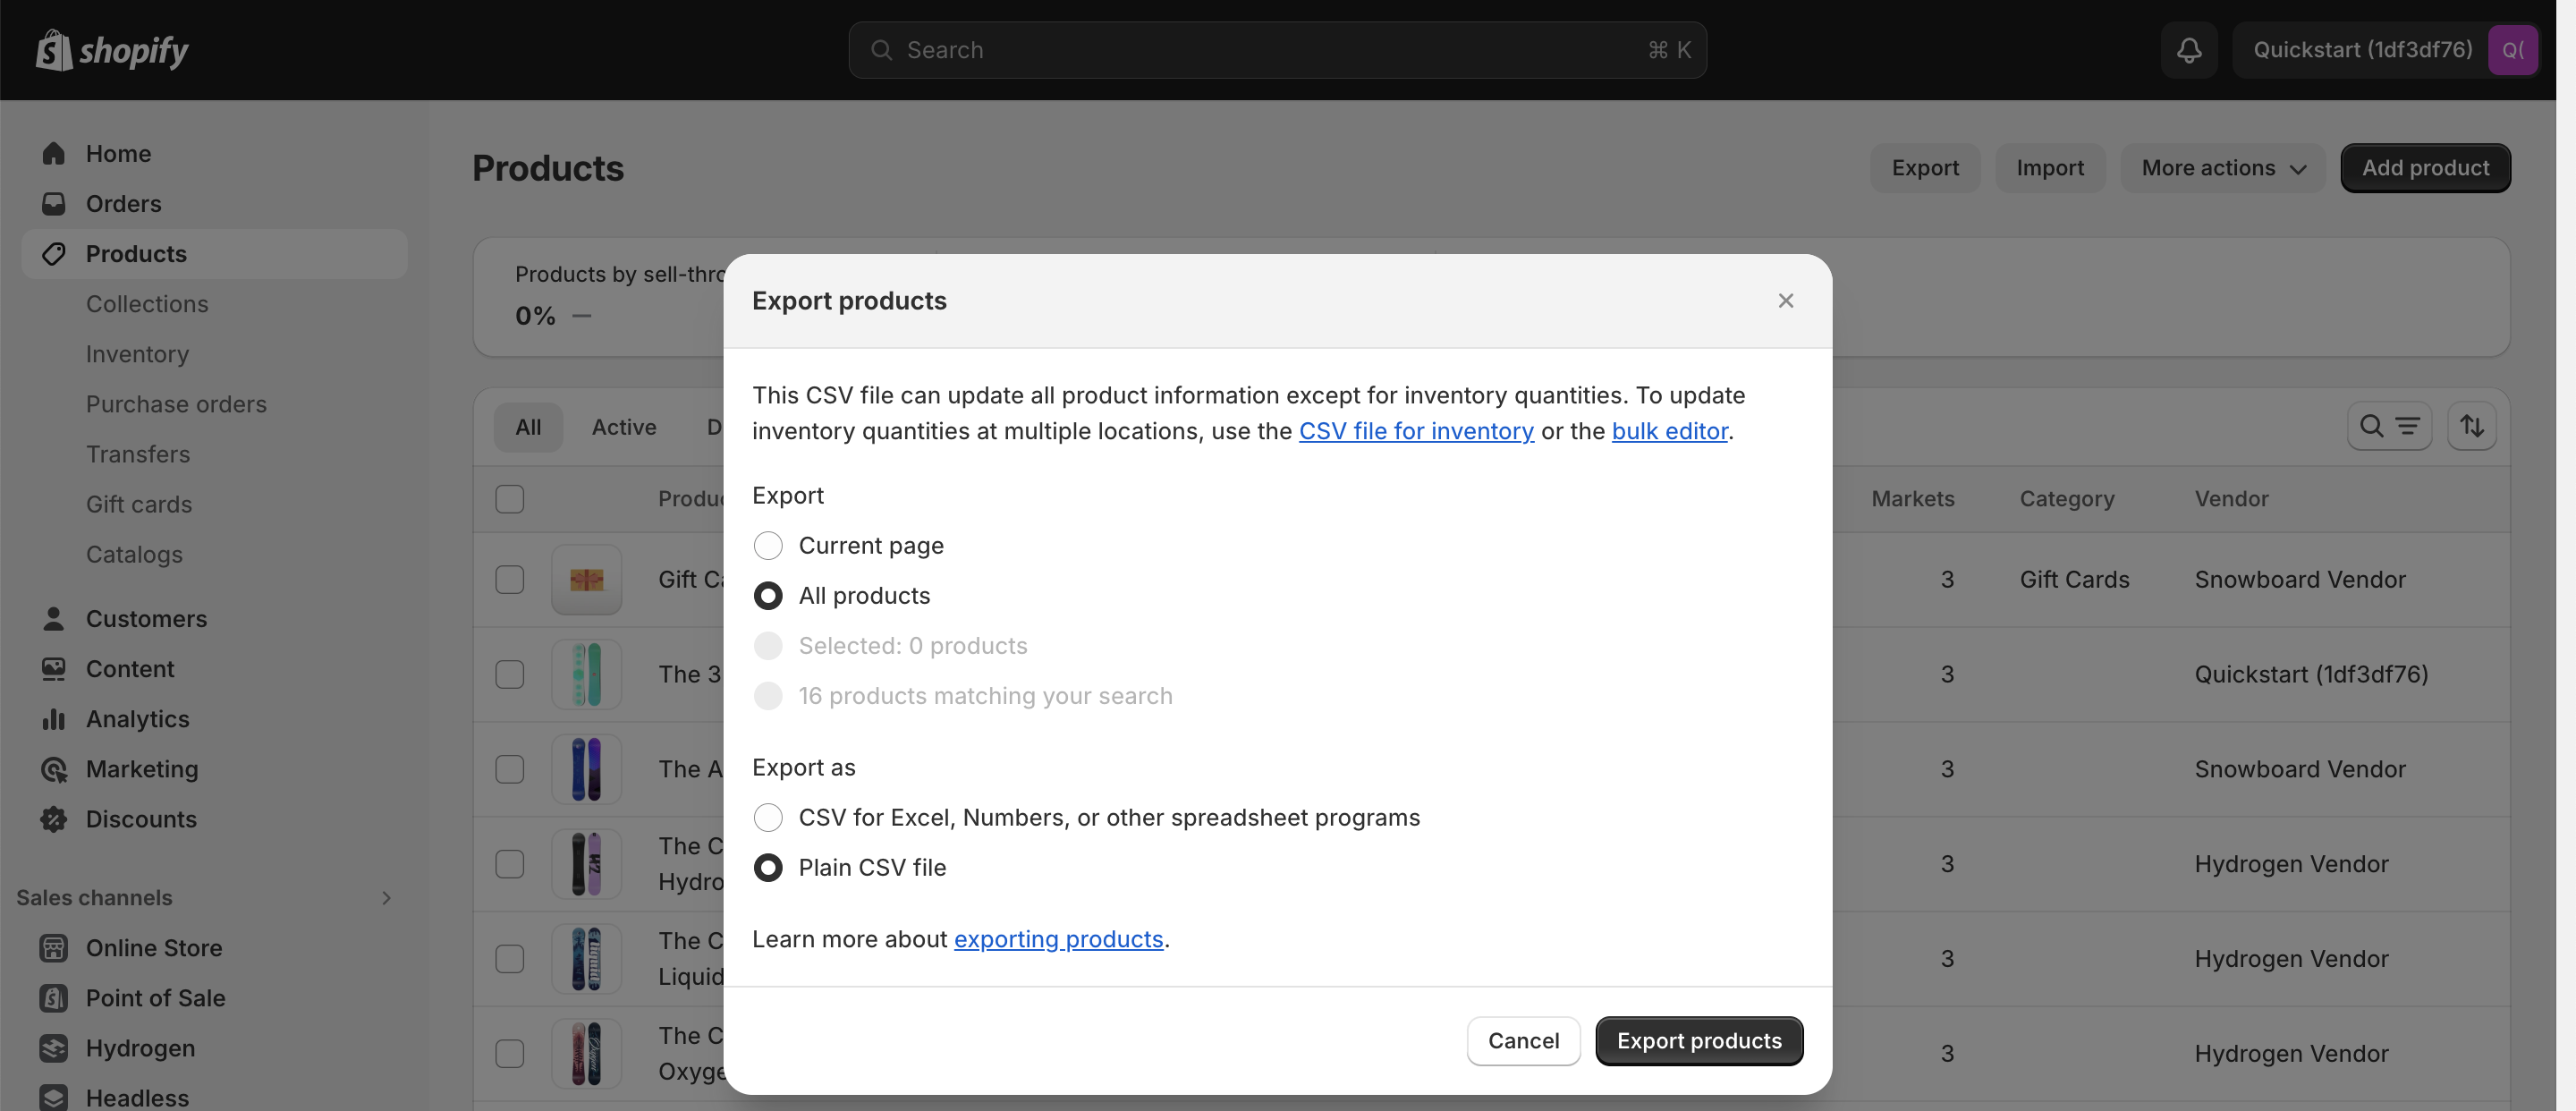 shopify
Search
⌘ K
Quickstart (1df3df76)
Q(
Home
Orders
Products
Collections
Inventory
Purchase orders
Transfers
Gift cards
Catalogs
Customers
Content
Analytics
Marketing
Discounts
Sales channels
Online Store
Point of Sale
Hydrogen
Headless
Products
Export
Import
More actions
Add product
Products by sell-thro
0% —
All
Active
D
Produc
Markets
Category
Vendor
Gift Ca
3
Gift Cards
Snowboard Vendor
The 3
3
Quickstart (1df3df76)
The A
3
Snowboard Vendor
The C
Hydro
3
Hydrogen Vendor
The C
Liquid
3
Hydrogen Vendor
The C
Oxyge
3
Hydrogen Vendor
Export products
This CSV file can update all product information except for inventory quantities. To update
inventory quantities at multiple locations, use the CSV file for inventory or the bulk editor.
Export
Current page
All products
Selected: 0 products
16 products matching your search
Export as
CSV for Excel, Numbers, or other spreadsheet programs
Plain CSV file
Learn more about exporting products.
Cancel
Export products